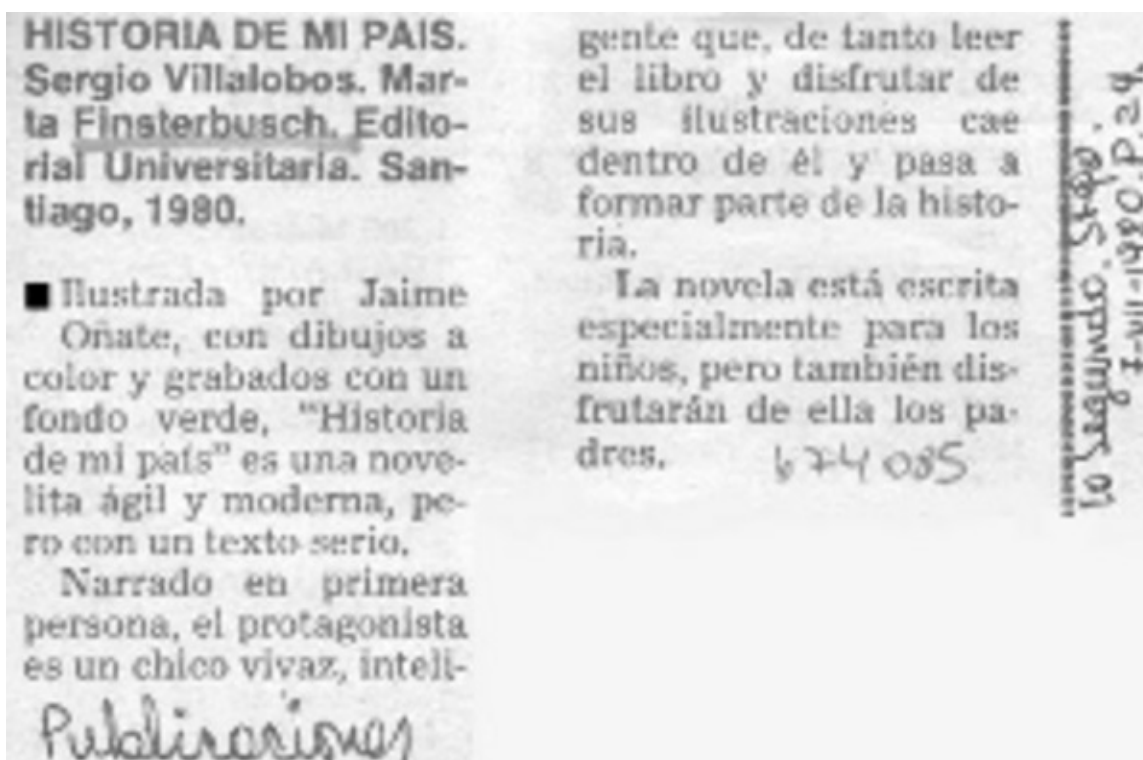 HISTORIA DE MI PAIS.
Sergio Villalobos. Mar-
ta Finsterbusch. Edito-
rial Universitaria. San-
tiago, 1980.
■ Ilustrada por Jaime
Oñate, con dibujos a
color y grabados con un
fondo verde, "Historia
de mi país" es una nove-
lita ágil y moderna, pe-
ro con un texto serio.
Narrado en primera
persona, el protagonista
es un chico vivaz, inteli-
gente que, de tanto leer
el libro y disfrutar de
sus ilustraciones cae
dentro de él y pasa a
formar parte de la histo-
ria.
La novela está escrita
especialmente para los
niños, pero también dis-
frutarán de ella los pa-
dres.
674085
Publicaciones